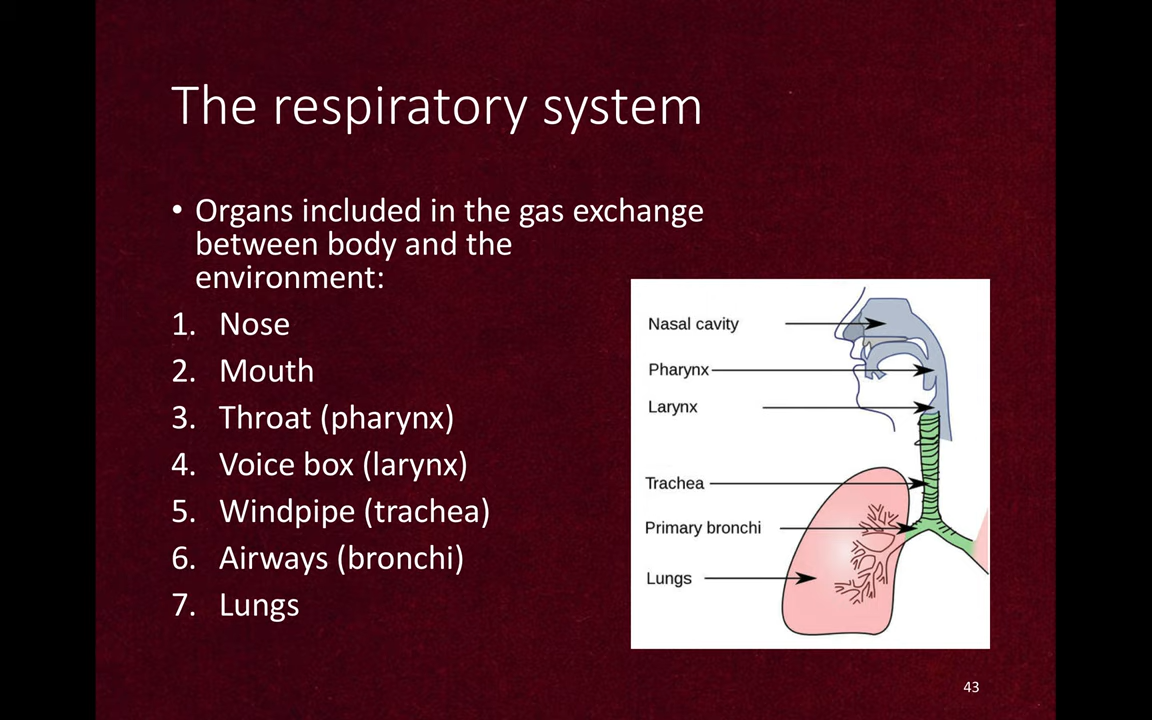 The respiratory system
• Organs included in the gas exchange
between body and the
environment:
1. Nose
2. Mouth
3. Throat (pharynx)
4. Voice box (larynx)
5. Windpipe (trachea)
6. Airways (bronchi)
7. Lungs
Nasal cavity
Pharynx
Larynx
Trachea
Primary bronchi
Lungs
43